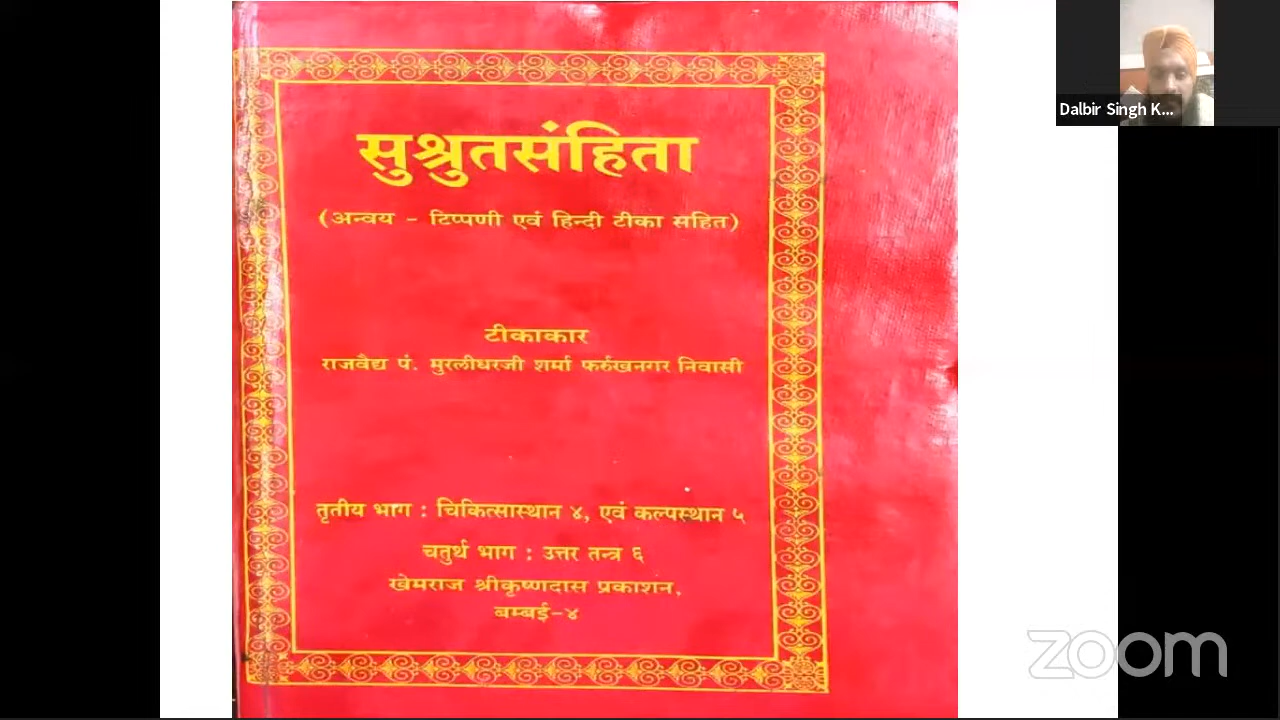 सुश्रुतसंहिता
(अन्वय - टिप्पणी एवं हिन्दी टीका सहित)
टीकाकार
राजवैद्य पं. मुरलीधरजी शर्मा फर्रुखनगर निवासी
तृतीय भाग : चिकित्सास्थान ४, एवं कल्पस्थान ५
चतुर्थ भाग : उत्तर तन्त्र ६
खेमराज श्रीकृष्णदास प्रकाशन,
बम्बई-४
Dalbir Singh K...
zoom